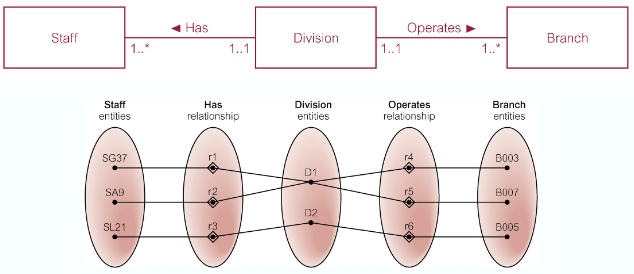 ◄ Has
Operates ►
Staff
Division
Branch
1..*
1..1
1..1
1..*
Staff
entities
Has
relationship
Division
entities
Operates
relationship
Branch
entities
SG37
r1
D1
r4
B003
SA9
r2
r5
B007
SL21
r3
D2
r6
B005